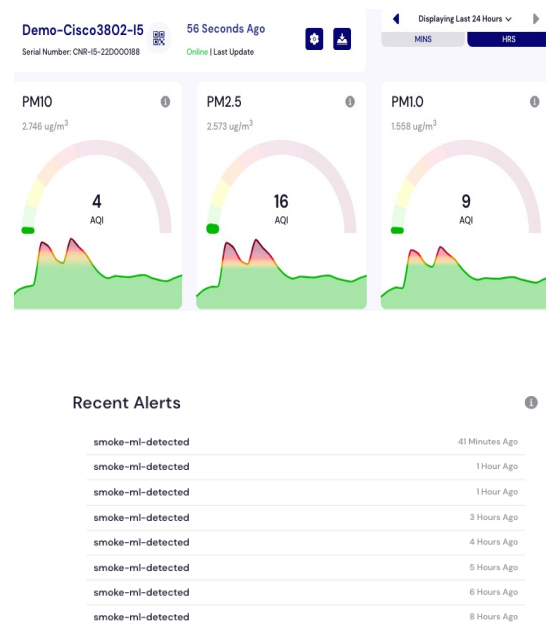 Demo-Cisco3802-I5
Serial Number: CNR-I5-22D000188
56 Seconds Ago
Online | Last Update
Displaying Last 24 Hours
MINS HRS
PM10
2.746 ug/m³
4
AQI
PM2.5
2.573 ug/m³
16
AQI
PM1.0
1.558 ug/m³
9
AQI
Recent Alerts
smoke-ml-detected 41 Minutes Ago
smoke-ml-detected 1 Hour Ago
smoke-ml-detected 1 Hour Ago
smoke-ml-detected 3 Hours Ago
smoke-ml-detected 4 Hours Ago
smoke-ml-detected 5 Hours Ago
smoke-ml-detected 6 Hours Ago
smoke-ml-detected 8 Hours Ago